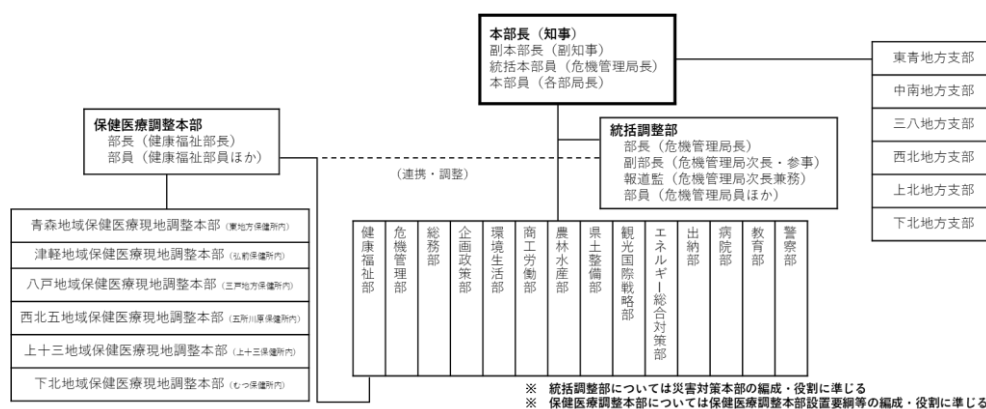 本部長（知事）
副本部長（副知事）
統括本部員（危機管理局長）
本部員（各部局長）
東青地方支部
中南地方支部
三八地方支部
西北地方支部
上北地方支部
下北地方支部
保健医療調整本部
部長（健康福祉部長）
部員（健康福祉部員ほか）
（連携・調整）
統括調整部
部長（危機管理局長）
副部長（危機管理局次長・参事）
報道監（危機管理局次長兼務）
部員（危機管理局員ほか）
青森地域保健医療現地調整本部（東地方保健所内）
津軽地域保健医療現地調整本部（弘前保健所内）
八戸地域保健医療現地調整本部（三戸地方保健所内）
西北五地域保健医療現地調整本部（五所川原保健所内）
上十三地域保健医療現地調整本部（上十三保健所内）
下北地域保健医療現地調整本部（むつ保健所内）
健康福祉部
危機管理部
総務部
企画政策部
環境生活部
商工労働部
農林水産部
県土整備部
観光国際戦略部
エネルギー総合対策部
出納部
病院部
教育部
警察部
※　統括調整部については災害対策本部の編成・役割に準じる
※　保健医療調整本部については保健医療調整本部設置要綱等の編成・役割に準じる